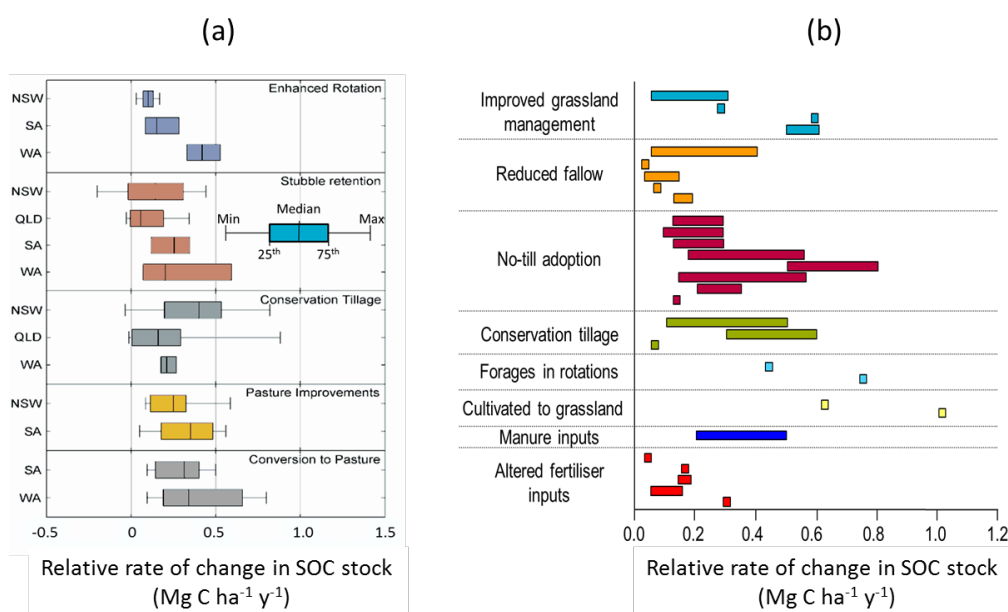 (a)
Enhanced Rotation
NSW
SA
WA
Stubble retention
NSW
QLD
SA
WA
Min
Median
Max
25th
75th
Conservation Tillage
NSW
QLD
WA
Pasture Improvements
NSW
SA
Conversion to Pasture
SA
WA
-0.5
0
0.5
1
1.5
Relative rate of change in SOC stock
(Mg C ha-1 y-1)
(b)
Improved grassland
management
Reduced fallow
No-till adoption
Conservation tillage
Forages in rotations
Cultivated to grassland
Manure inputs
Altered fertiliser
inputs
0.0
0.2
0.4
0.6
0.8
1.0
1.2
Relative rate of change in SOC stock
(Mg C ha-1 y-1)